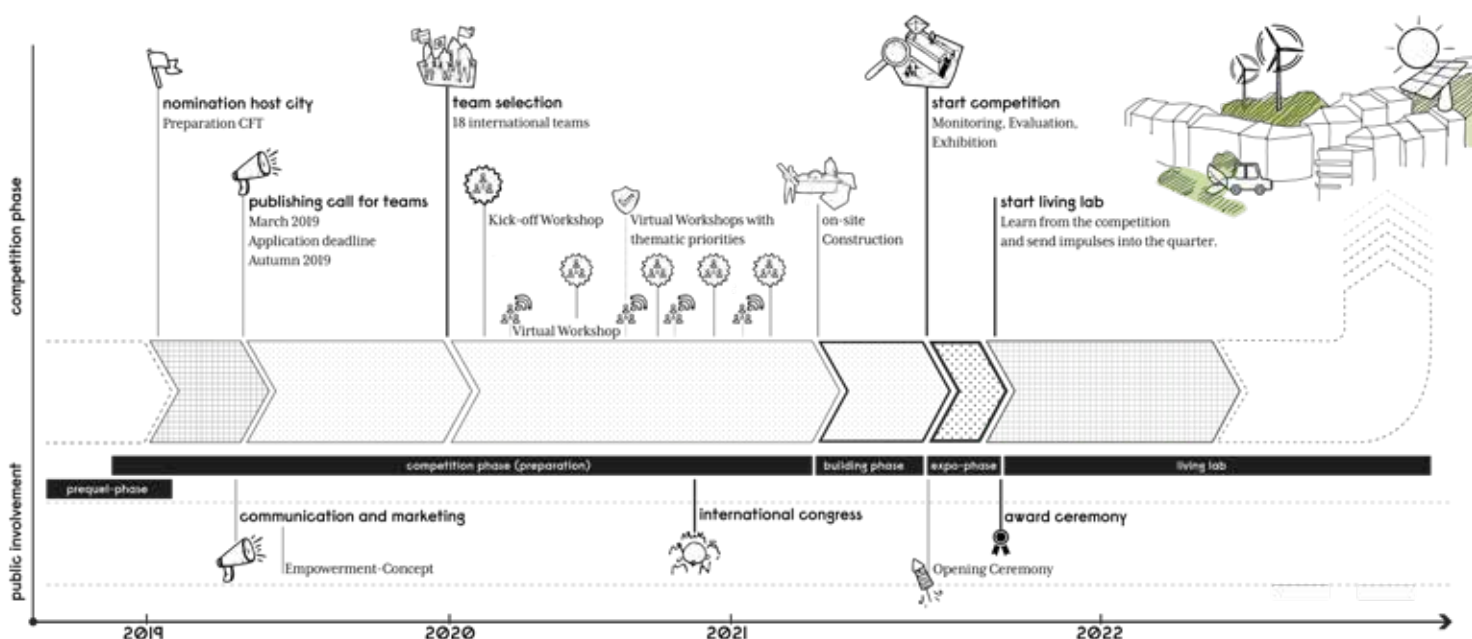 competition phase
nomination host city
Preparation CFT
publishing call for teams
March 2019
Application deadline
Autumn 2019
team selection
18 international teams
Kick-off Workshop
Virtual Workshop
Virtual Workshops with
thematic priorities
on-site
Construction
start competition
Monitoring, Evaluation,
Exhibition
start living lab
Learn from the competition
and send impulses into the quarter.
competition phase (preparation)
building phase
expo-phase
living lab
prequel-phase
public involvement
communication and marketing
Empowerment-Concept
international congress
award ceremony
Opening Ceremony
2019
2020
2021
2022